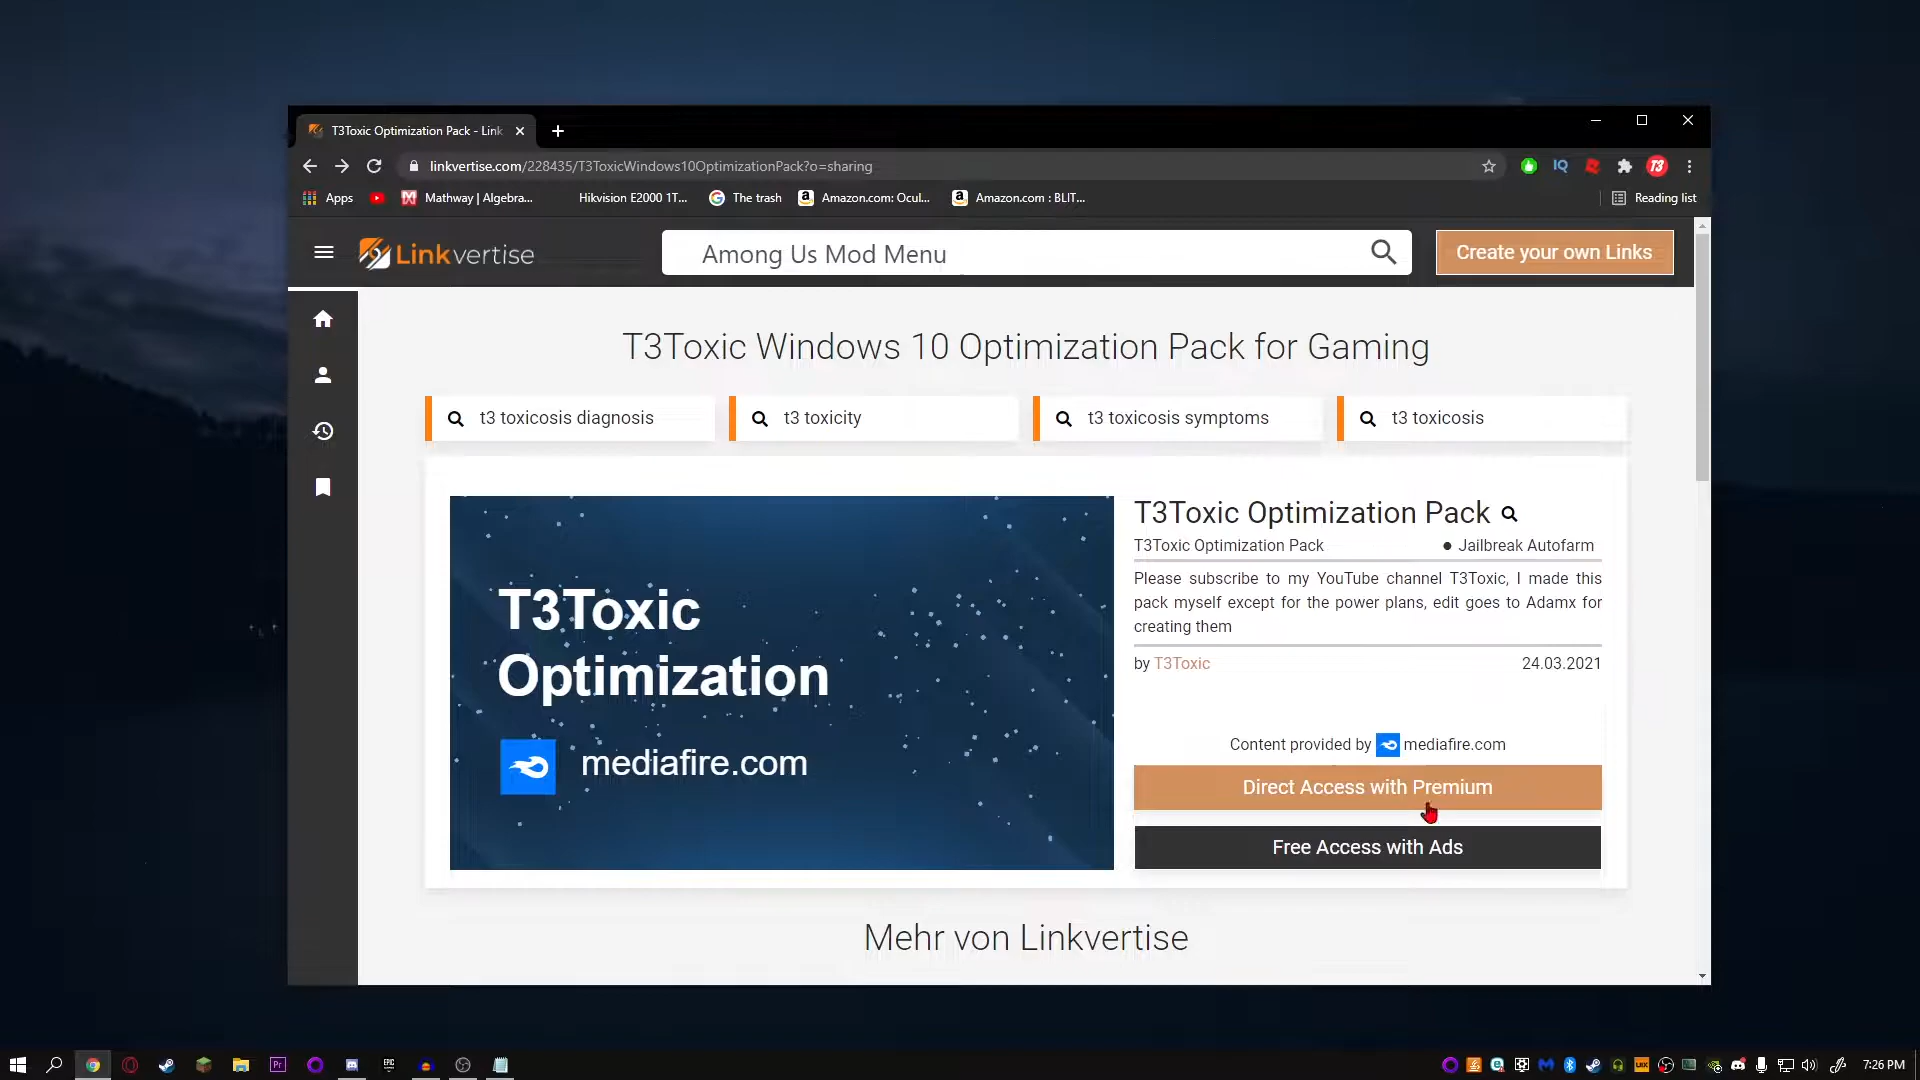 T3Toxic Optimization Pack - Link
linkvertise.com/228435/T3ToxicWindows10OptimizationPack?o=sharing
IQ
T3
Apps
Mathway | Algebra...
Hikvision E2000 1T...
The trash
Amazon.com: Ocul...
Amazon.com : BLIT...
Reading list
Linkvertise
Among Us Mod Menu
Create your own Links
T3Toxic Windows 10 Optimization Pack for Gaming
t3 toxicosis diagnosis
t3 toxicity
t3 toxicosis symptoms
t3 toxicosis
T3Toxic
Optimization
mediafire.com
T3Toxic Optimization Pack
T3Toxic Optimization Pack
● Jailbreak Autofarm
Please subscribe to my YouTube channel T3Toxic, I made this
pack myself except for the power plans, edit goes to Adamx for
creating them
by T3Toxic
24.03.2021
Content provided by mediafire.com
Direct Access with Premium
Free Access with Ads
Mehr von Linkvertise
Pr
EPIC
7:26 PM